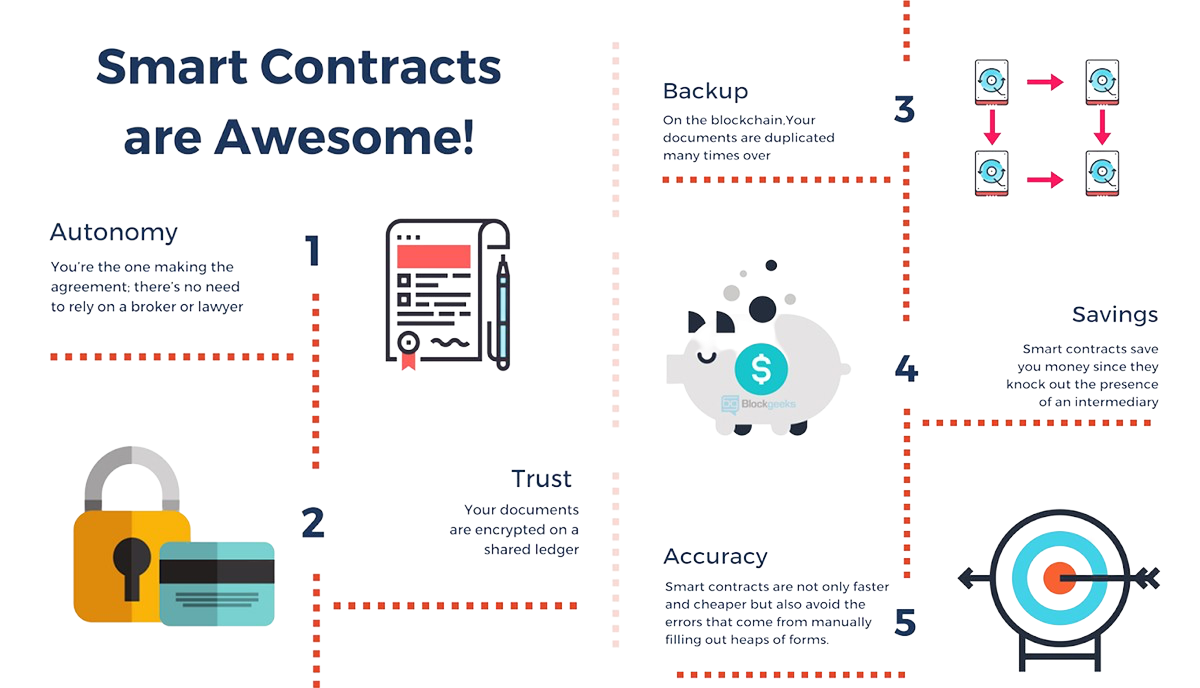 Smart Contracts
are Awesome!
Autonomy
You're the one making the
agreement; there's no need
to rely on a broker or lawyer
1
2
Trust
Your documents
are encrypted on a
shared ledger
Backup
On the blockchain,Your
documents are duplicated
many times over
3
$
Blockgeeks
4
Savings
Smart contracts save
you money since they
knock out the presence
of an intermediary
Accuracy
Smart contracts are not only faster
and cheaper but also avoid the
errors that come from manually
filling out heaps of forms.
5